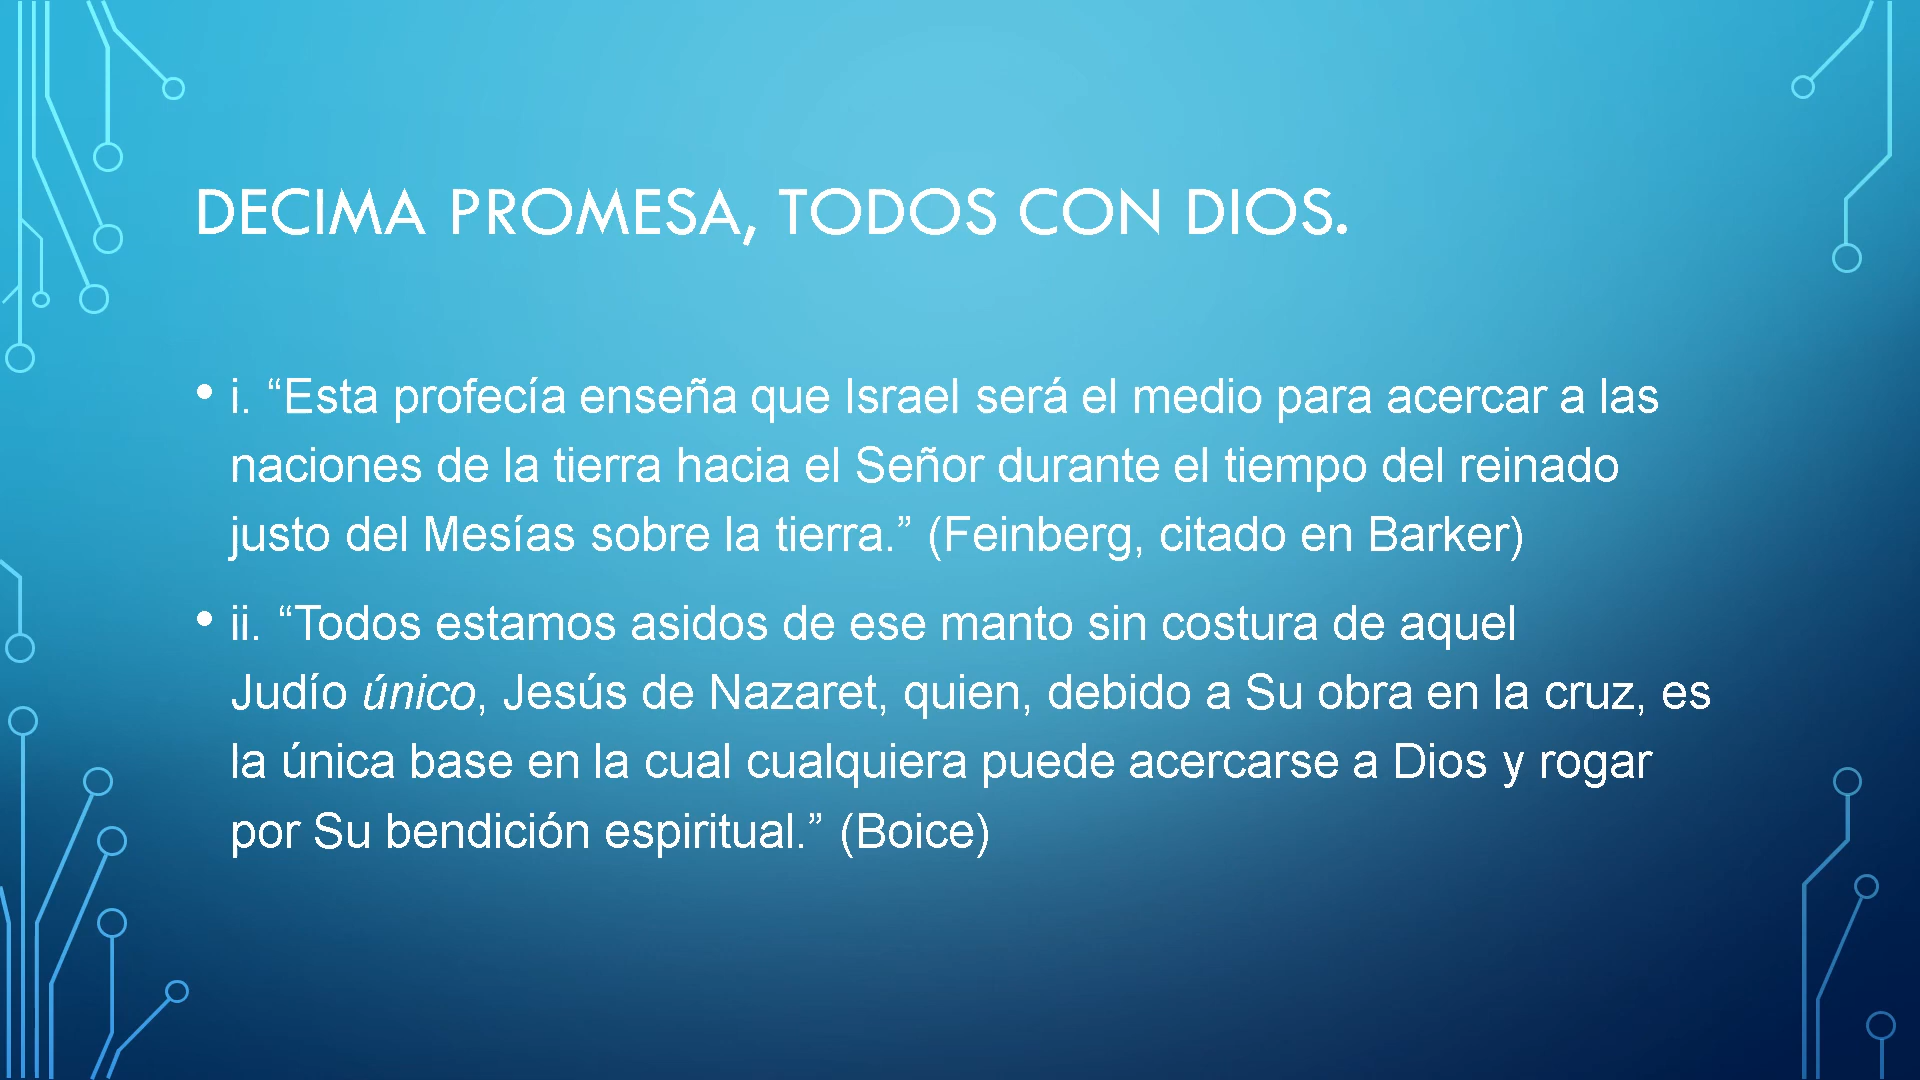 DECIMA PROMESA, TODOS CON DIOS.
• i. “Esta profecía enseña que Israel será el medio para acercar a las
naciones de la tierra hacia el Señor durante el tiempo del reinado
justo del Mesías sobre la tierra.” (Feinberg, citado en Barker)
• ii. “Todos estamos asidos de ese manto sin costura de aquel
Judío único, Jesús de Nazaret, quien, debido a Su obra en la cruz, es
la única base en la cual cualquiera puede acercarse a Dios y rogar
por Su bendición espiritual.” (Boice)